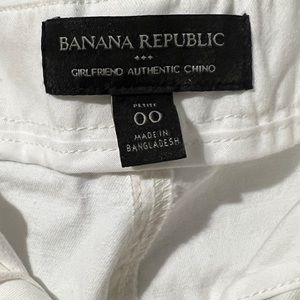 BANANA REPUBLIC
+++
GIRLFRIEND AUTHENTIC CHINO
PETITE
00
MADE IN
BANGLADESH